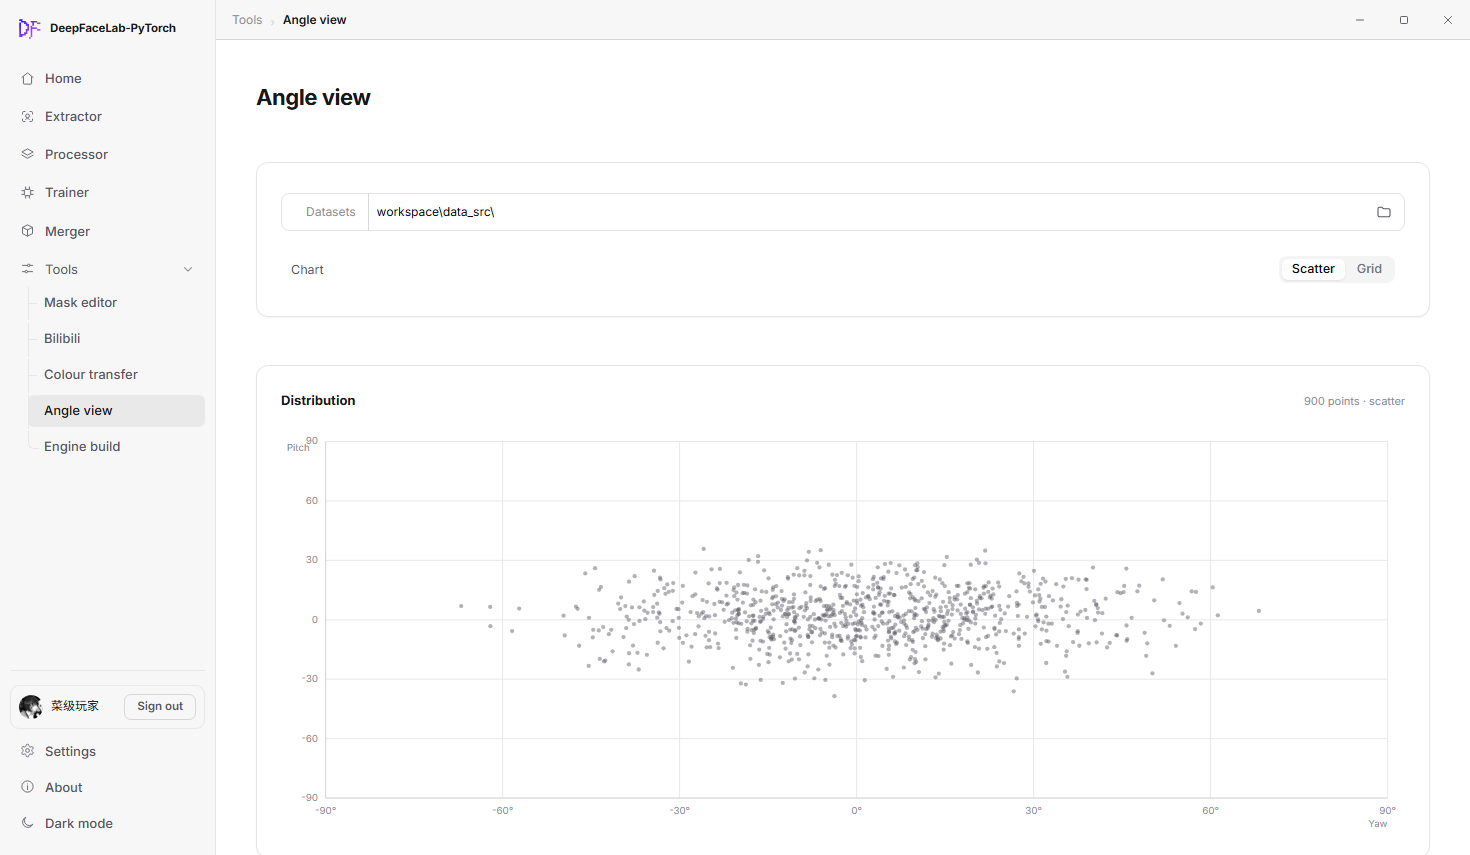 DeepFaceLab-PyTorch
Home
Extractor
Processor
Trainer
Merger
Tools
Mask editor
Bilibili
Colour transfer
Angle view
Engine build
菜级玩家
Sign out
Settings
About
Dark mode
Tools › Angle view
Angle view
Datasets workspace\data_src\
Chart Scatter Grid
Distribution 900 points · scatter
Pitch 90
60
30
0
-30
-60
-90
-90° -60° -30° 0° 30° 60° 90°
Yaw